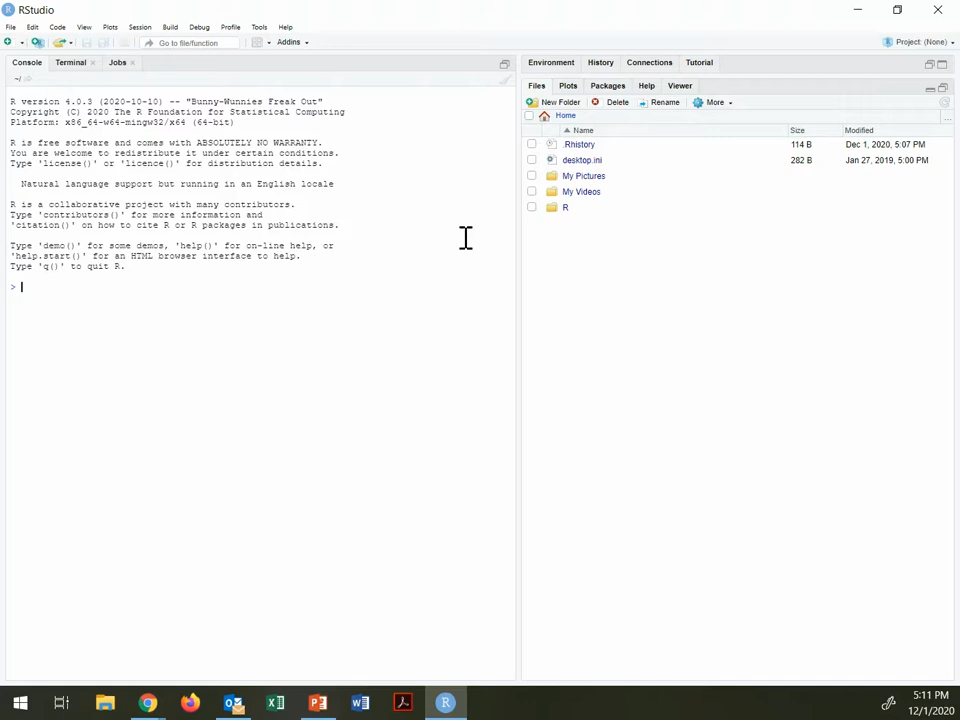 RStudio
File Edit Code View Plots Session Build Debug Profile Tools Help
Go to file/function Addins Project: (None)
Console Terminal Jobs
~/
R version 4.0.3 (2020-10-10) -- "Bunny-Wunnies Freak Out"
Copyright (C) 2020 The R Foundation for Statistical Computing
Platform: x86_64-w64-mingw32/x64 (64-bit)
R is free software and comes with ABSOLUTELY NO WARRANTY.
You are welcome to redistribute it under certain conditions.
Type 'license()' or 'licence()' for distribution details.
Natural language support but running in an English locale
R is a collaborative project with many contributors.
Type 'contributors()' for more information and
'citation()' on how to cite R or R packages in publications.
Type 'demo()' for some demos, 'help()' for on-line help, or
'help.start()' for an HTML browser interface to help.
Type 'q()' to quit R.
>
Environment History Connections Tutorial
Files Plots Packages Help Viewer
New Folder Delete Rename More
Home ...
Name Size Modified
.Rhistory 114 B Dec 1, 2020, 5:07 PM
desktop.ini 282 B Jan 27, 2019, 5:00 PM
My Pictures
My Videos
R
5:11 PM
12/1/2020